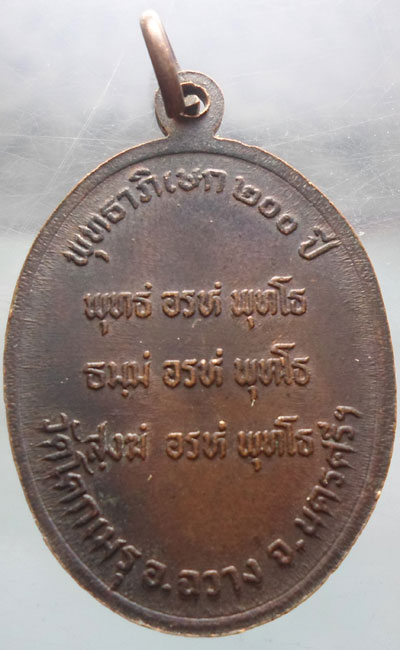 พุทธาภิเษก ๒๐๐ ปี
พุทธํ อรหํ พุทโธ
ธมฺมํ อรหํ พุทโธ
สงฺฆํ อรหํ พุทโธ
วัดโคกเมรุ อ.ฉวาง จ.นครศรีฯ